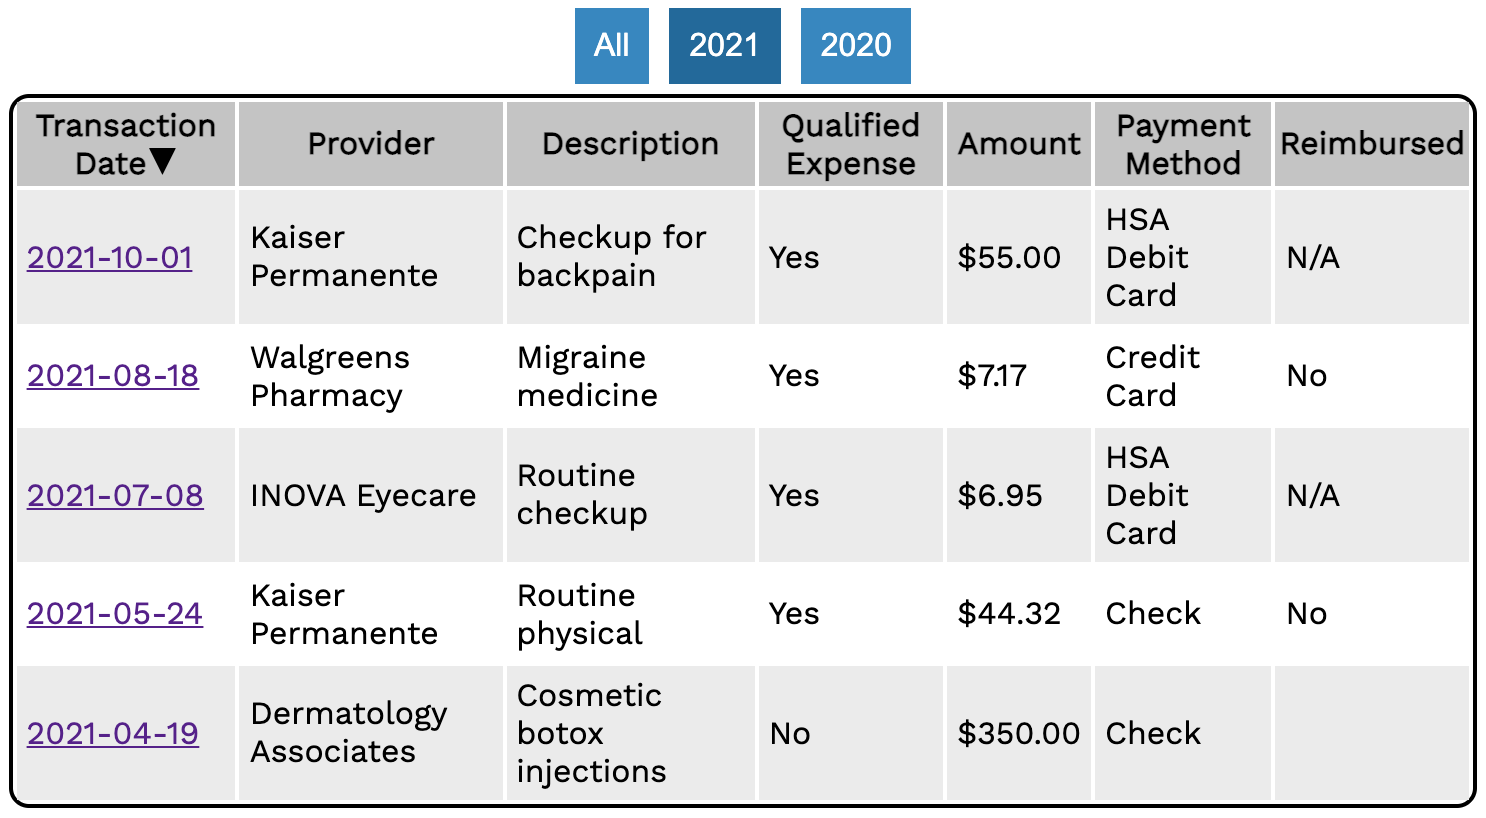 All 2021 2020
Transaction Date▼ Provider Description Qualified Expense Amount Payment Method Reimbursed
2021-10-01 Kaiser Permanente Checkup for backpain Yes $55.00 HSA Debit Card N/A
2021-08-18 Walgreens Pharmacy Migraine medicine Yes $7.17 Credit Card No
2021-07-08 INOVA Eyecare Routine checkup Yes $6.95 HSA Debit Card N/A
2021-05-24 Kaiser Permanente Routine physical Yes $44.32 Check No
2021-04-19 Dermatology Associates Cosmetic botox injections No $350.00 Check